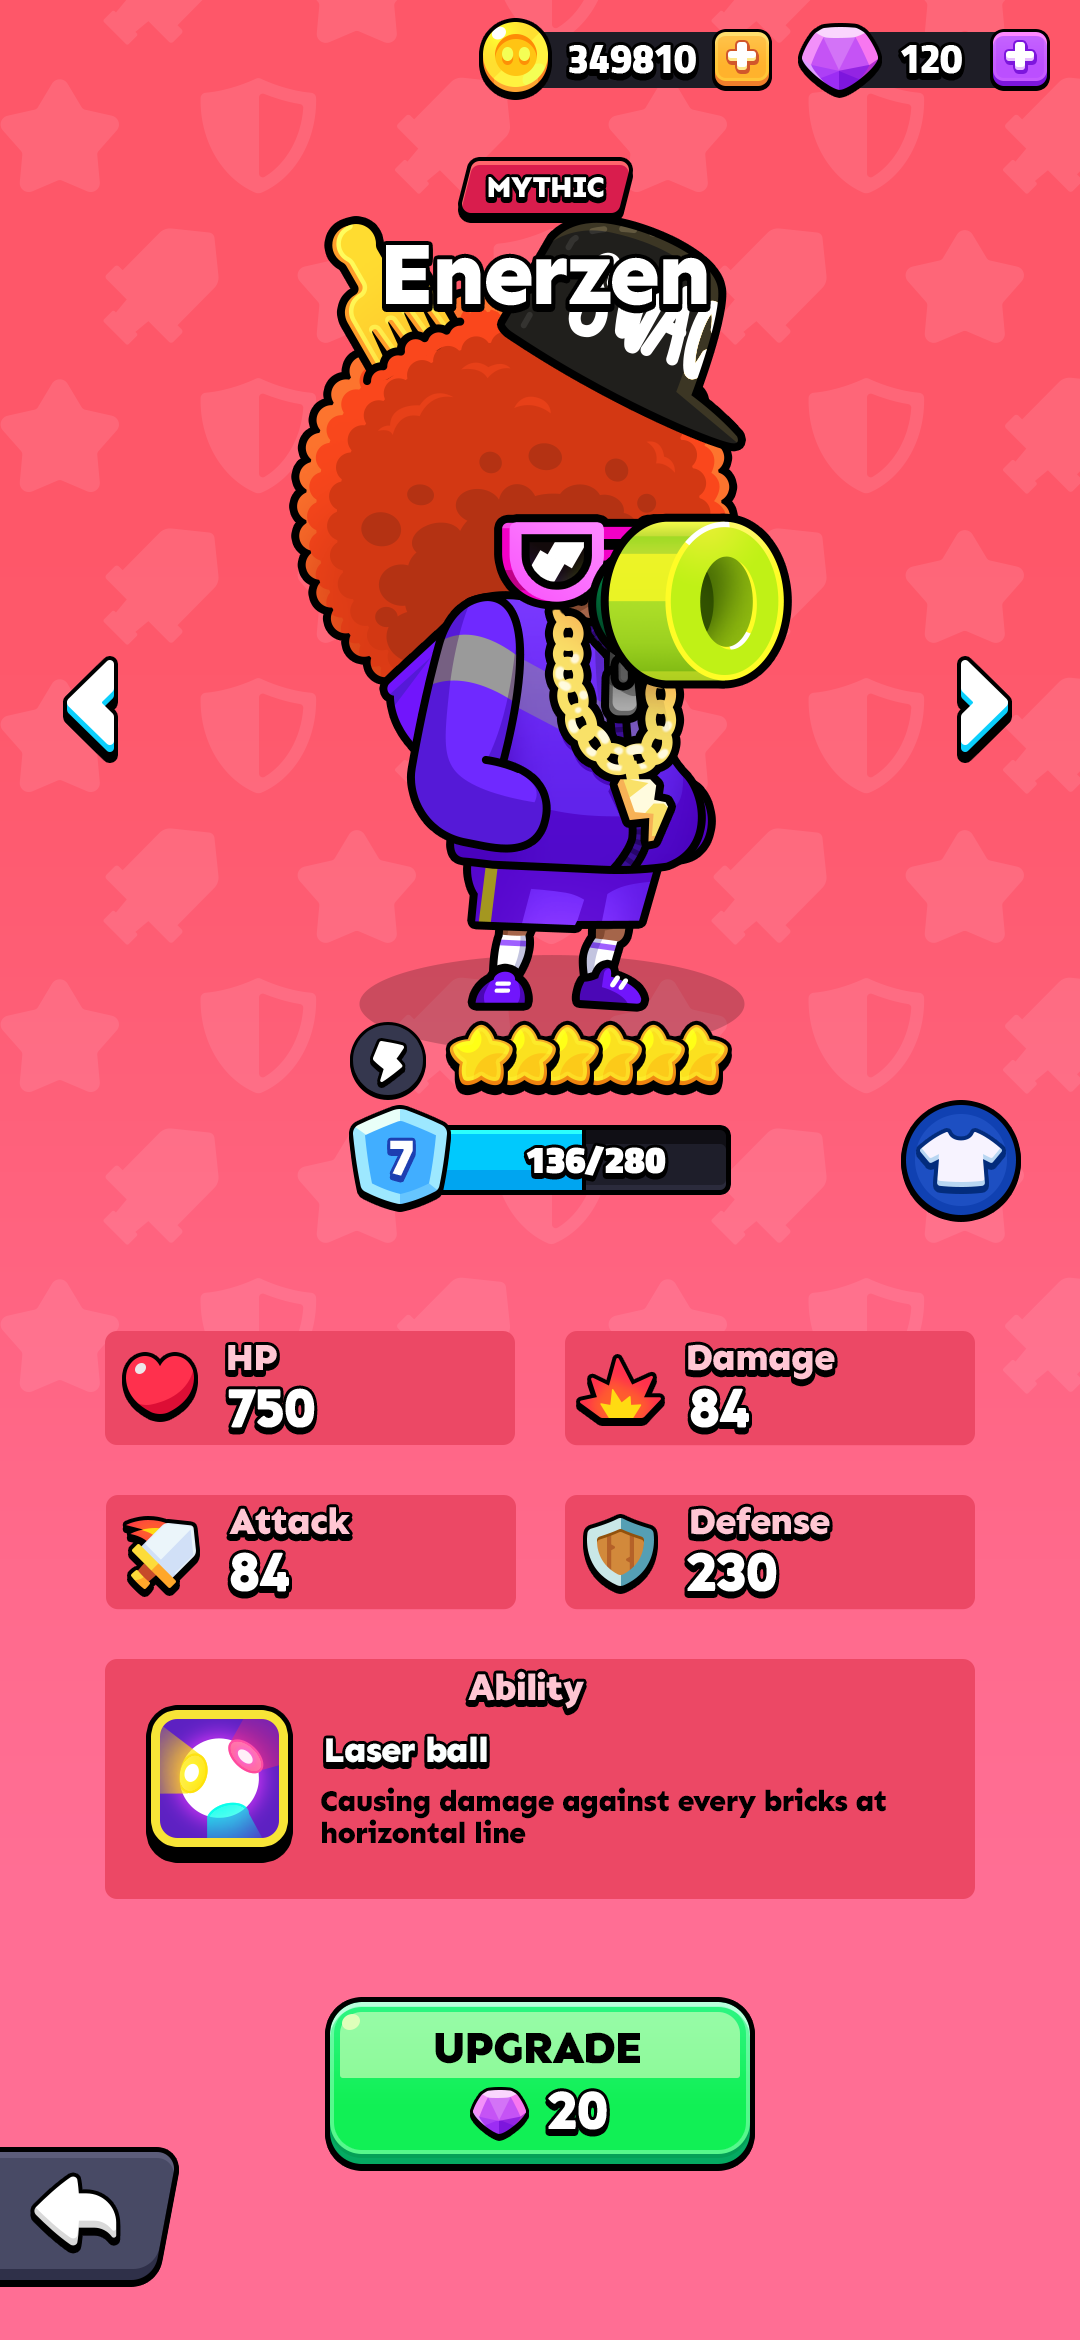 349810
120
MYTHIC
Enerzen
7
136/280
HP
750
Damage
84
Attack
84
Defense
230
Ability
Laser ball
Causing damage against every bricks at
horizontal line
UPGRADE
20